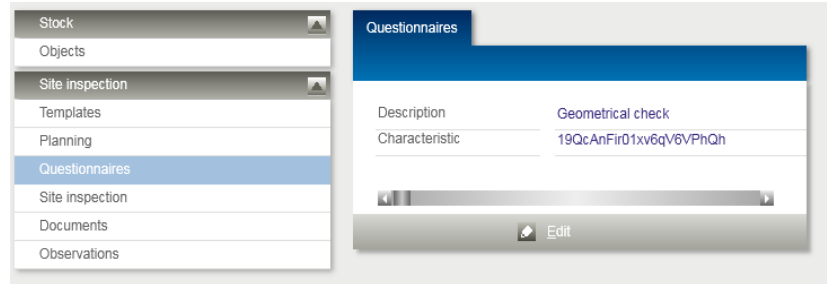 Stock
Objects
Site inspection
Templates
Planning
Questionnaires
Site inspection
Documents
Observations
Questionnaires
Description Geometrical check
Characteristic 19QcAnFir01xv6qV6VPhQh
Edit